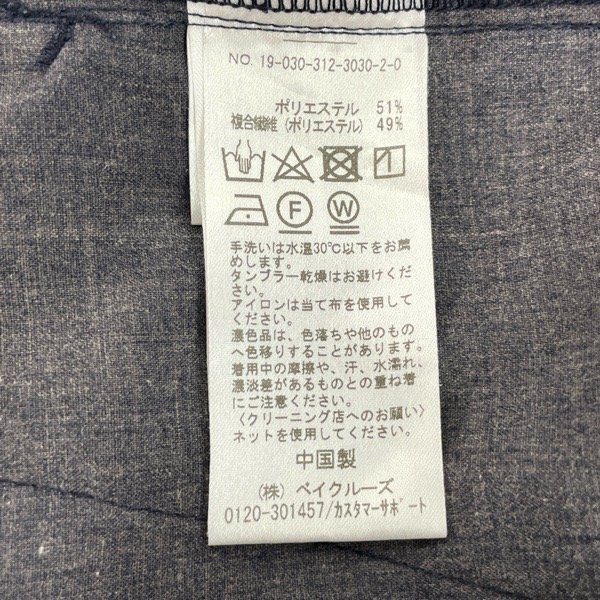 NO. 19-030-312-3030-2-0
ポリエステル 51%
複合繊維(ポリエステル) 49%
F W
手洗いは水温30℃以下をお薦
めします。
タンブラー乾燥はお避けくださ
い。
アイロンは当て布を使用して
ください。
濃色品は、色落ちや他のもの
へ色移りすることがあります。
着用中の摩擦や、汗、水濡れ、
濃淡差があるものとの重ね着
にご注意ください。
〈クリーニング店へのお願い〉
ネットを使用してください。
中国製
(株) ベイクルーズ
0120-301457/カスタマーサポート